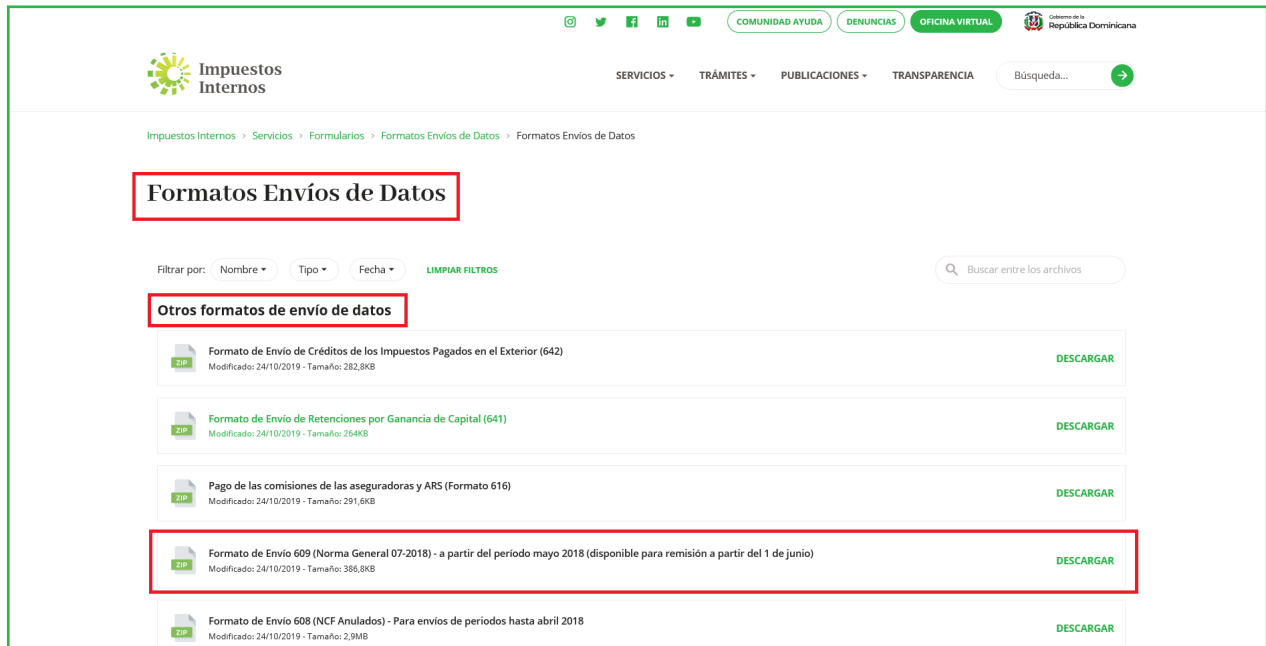 COMUNIDAD AYUDA DENUNCIAS OFICINA VIRTUAL Gobierno de la
República Dominicana
Impuestos
Internos
SERVICIOS TRÁMITES PUBLICACIONES TRANSPARENCIA Búsqueda...
Impuestos Internos > Servicios > Formularios > Formatos Envíos de Datos > Formatos Envíos de Datos
Formatos Envíos de Datos
Filtrar por: Nombre Tipo Fecha LIMPIAR FILTROS Buscar entre los archivos
Otros formatos de envío de datos
Formato de Envío de Créditos de los Impuestos Pagados en el Exterior (642)
ZIP Modificado: 24/10/2019 - Tamaño: 282,8KB DESCARGAR
Formato de Envío de Retenciones por Ganancia de Capital (641)
ZIP Modificado: 24/10/2019 - Tamaño: 264KB DESCARGAR
Pago de las comisiones de las aseguradoras y ARS (Formato 616)
ZIP Modificado: 24/10/2019 - Tamaño: 291,6KB DESCARGAR
Formato de Envío 609 (Norma General 07-2018) - a partir del período mayo 2018 (disponible para remisión a partir del 1 de junio)
ZIP Modificado: 24/10/2019 - Tamaño: 386,8KB DESCARGAR
Formato de Envío 608 (NCF Anulados) - Para envíos de periodos hasta abril 2018
ZIP Modificado: 24/10/2019 - Tamaño: 2,9MB DESCARGAR